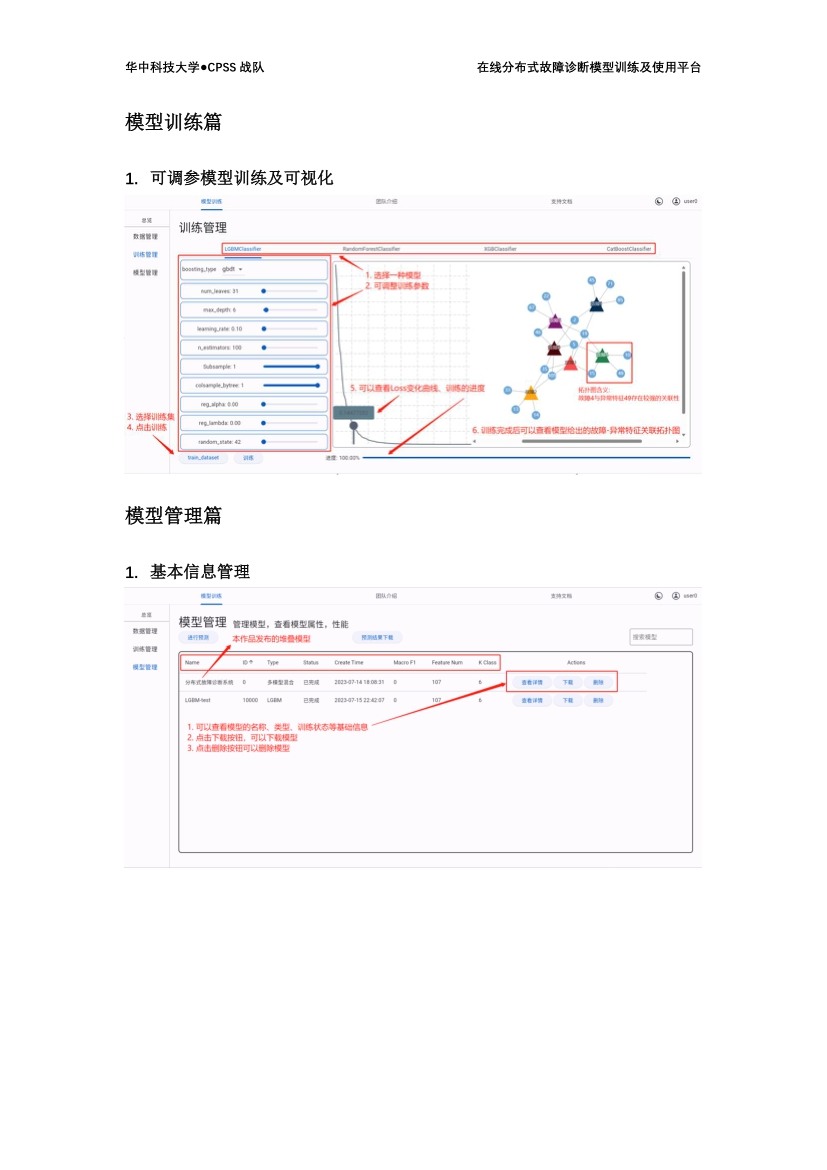 华中科技大学●CPSS 战队 在线分布式故障诊断模型训练及使用平台
模型训练篇
1. 可调参模型训练及可视化
模型训练 团队介绍 支持文档 user0
总览
数据管理
训练管理
模型管理
训练管理
LGBMClassifier RandomForestClassifier XGBClassifier CatBoostClassifier
boosting_type gbdt
num_leaves: 31
max_depth: 6
learning_rate: 0.10
n_estimators: 100
Subsample: 1
colsample_bytree: 1
reg_alpha: 0.00
reg_lambda: 0.00
random_state: 42
1. 选择一种模型
2. 可调整训练参数
3. 选择训练集
4. 点击训练
5. 可以查看Loss变化曲线、训练的进度
拓扑图含义:
故障4与异常特征49存在较强的关联性
6. 训练完成后可以查看模型给出的故障-异常特征关联拓扑图
train_dataset 训练 进度: 100.00%
模型管理篇
1. 基本信息管理
模型训练 团队介绍 支持文档 user0
总览
数据管理
训练管理
模型管理
模型管理 管理模型，查看模型属性，性能
进行预测 本作品发布的堆叠模型 预测结果下载 搜索模型
Name ID Type Status Create Time Macro F1 Feature Num K Class Actions
分布式故障诊断系统 0 多模型混合 已完成 2023-07-14 18:06:31 0 107 6 查看详情 下载 删除
LGBM-test 10000 LGBM 已完成 2023-07-15 22:42:07 0 107 6 查看详情 下载 删除
1. 可以查看模型的名称、类型、训练状态等基础信息
2. 点击下载按钮，可以下载模型
3. 点击删除按钮可以删除模型